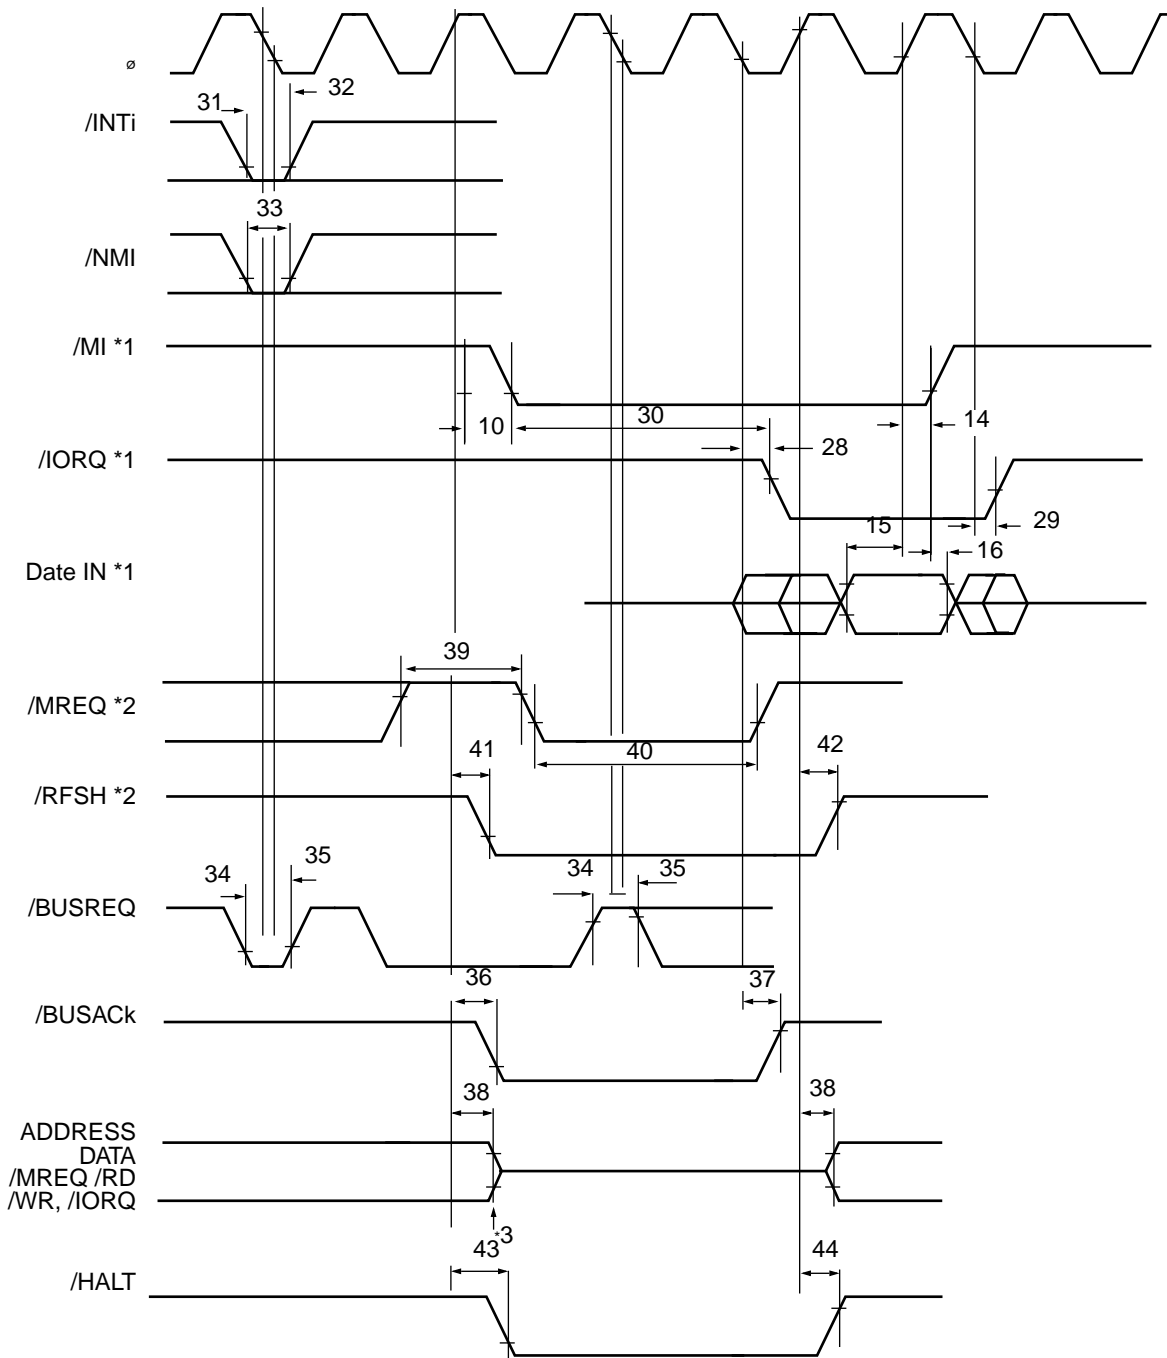 ø
31
32
/INTi
33
/NMI
/MI *1
10
30
14
28
/IORQ *1
15
29
16
Date IN *1
39
/MREQ *2
40
41
42
/RFSH *2
34
35
34
35
/BUSREQ
36
37
/BUSACk
38
38
ADDRESS
DATA
/MREQ /RD
/WR, /IORQ
*3
43
44
/HALT